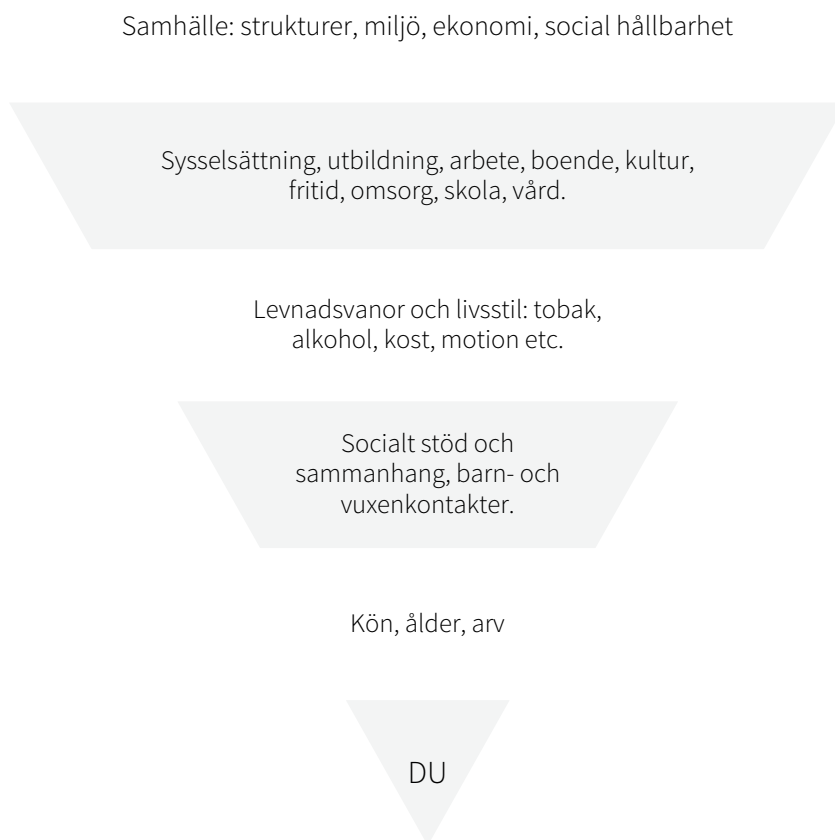 Samhälle: strukturer, miljö, ekonomi, social hållbarhet
Sysselsättning, utbildning, arbete, boende, kultur,
fritid, omsorg, skola, vård.
Levnadsvanor och livsstil: tobak,
alkohol, kost, motion etc.
Socialt stöd och
sammanhang, barn- och
vuxenkontakter.
Kön, ålder, arv
DU